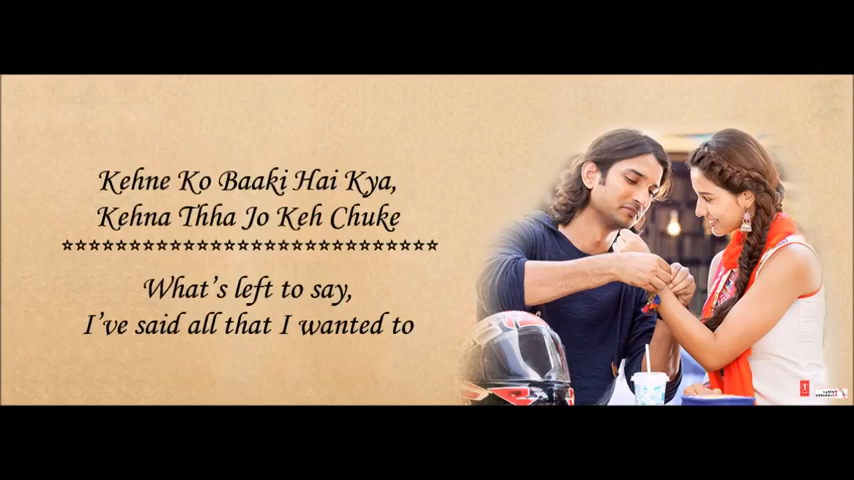 Kehne Ko Baaki Hai Kya,
Kehna Thha Jo Keh Chuke
What's left to say,
I've said all that I wanted to